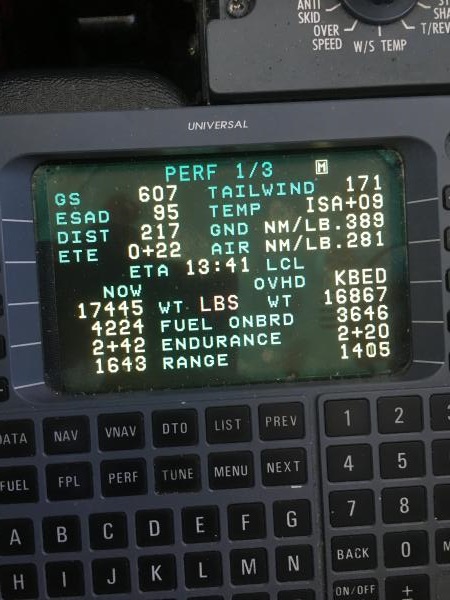 ANTI
SKID
OVER
SPEED
W/S TEMP
T/REV
UNIVERSAL
PERF 1/3 M
GS 607 TAILWIND 171
ESAD 95 TEMP ISA+09
DIST 217 GND NM/LB.389
ETE 0+22 AIR NM/LB.281
ETA 13:41 LCL
NOW OVHD KBED
17445 WT LBS WT 16867
4224 FUEL ONBRD 3646
2+42 ENDURANCE 2+20
1643 RANGE 1405
DATA NAV VNAV DTO LIST PREV 1 2 3
FUEL FPL PERF TUNE MENU NEXT 4 5
A B C D E F G 7 8
H I J K L M N BACK 0
ON/OFF ±